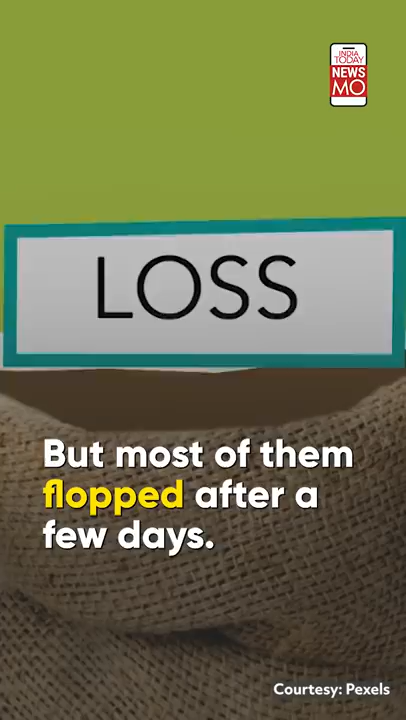 INDIA
TODAY
NEWS
MO
LOSS
But most of them
flopped after a
few days.
Courtesy: Pexels